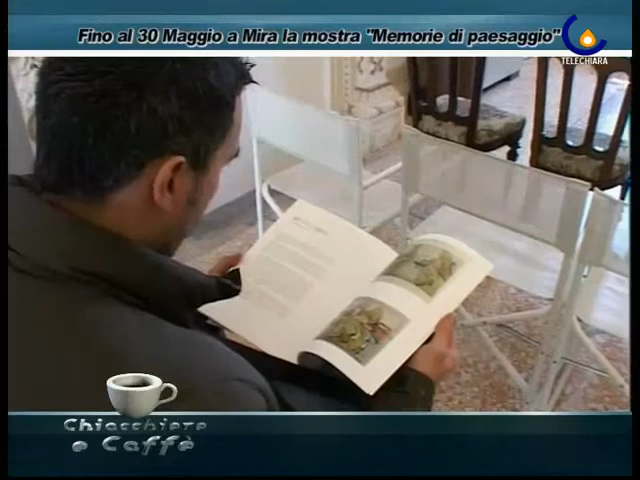 Fino al 30 Maggio a Mira la mostra "Memorie di paesaggio"
TELECHIARA
Chiacchiere
e Caffè